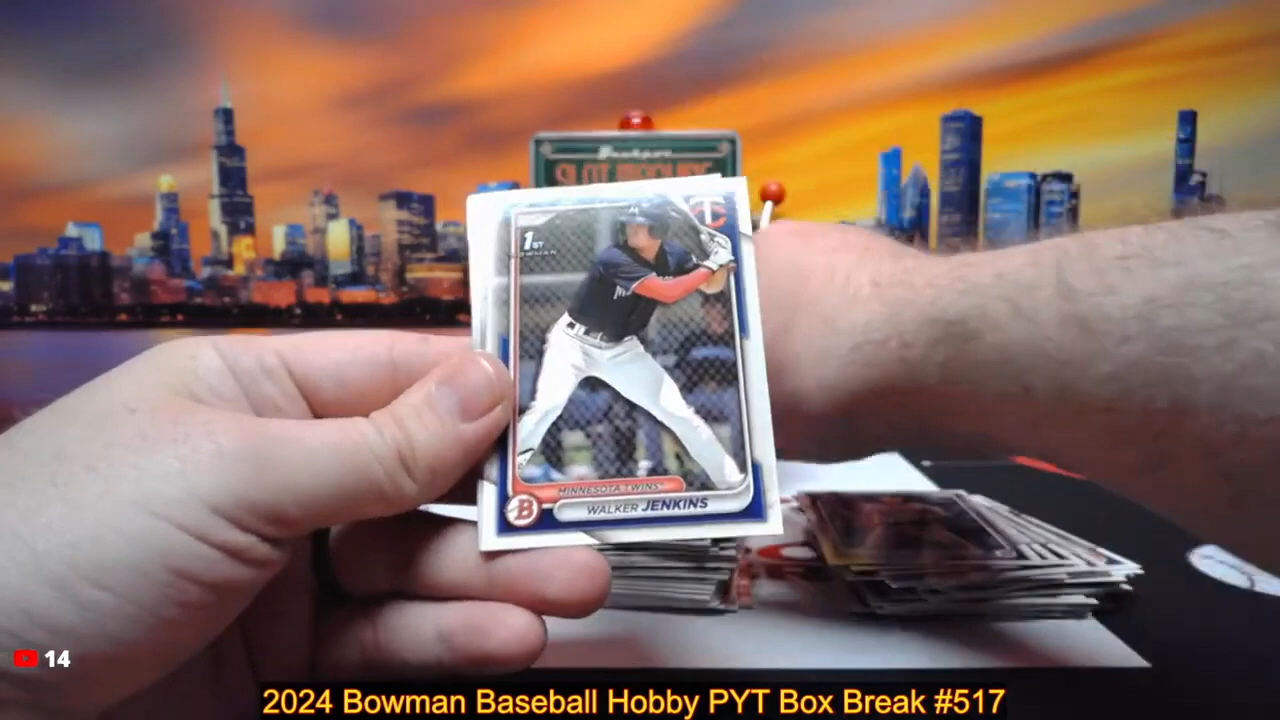 1ST
BOWMAN
MINNESOTA TWINS
WALKER JENKINS
B
14
2024 Bowman Baseball Hobby PYT Box Break #517